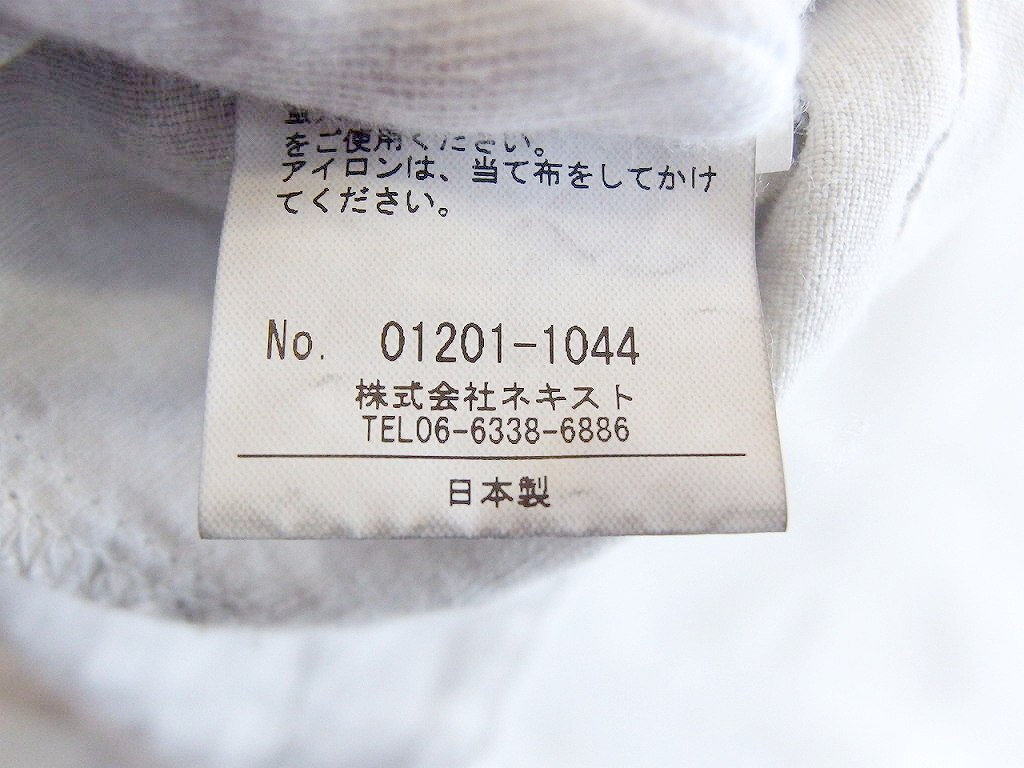 をご使用ください。
アイロンは、当て布をしてかけ
てください。
No. 01201-1044
株式会社ネキスト
TEL06-6338-6886
日本製